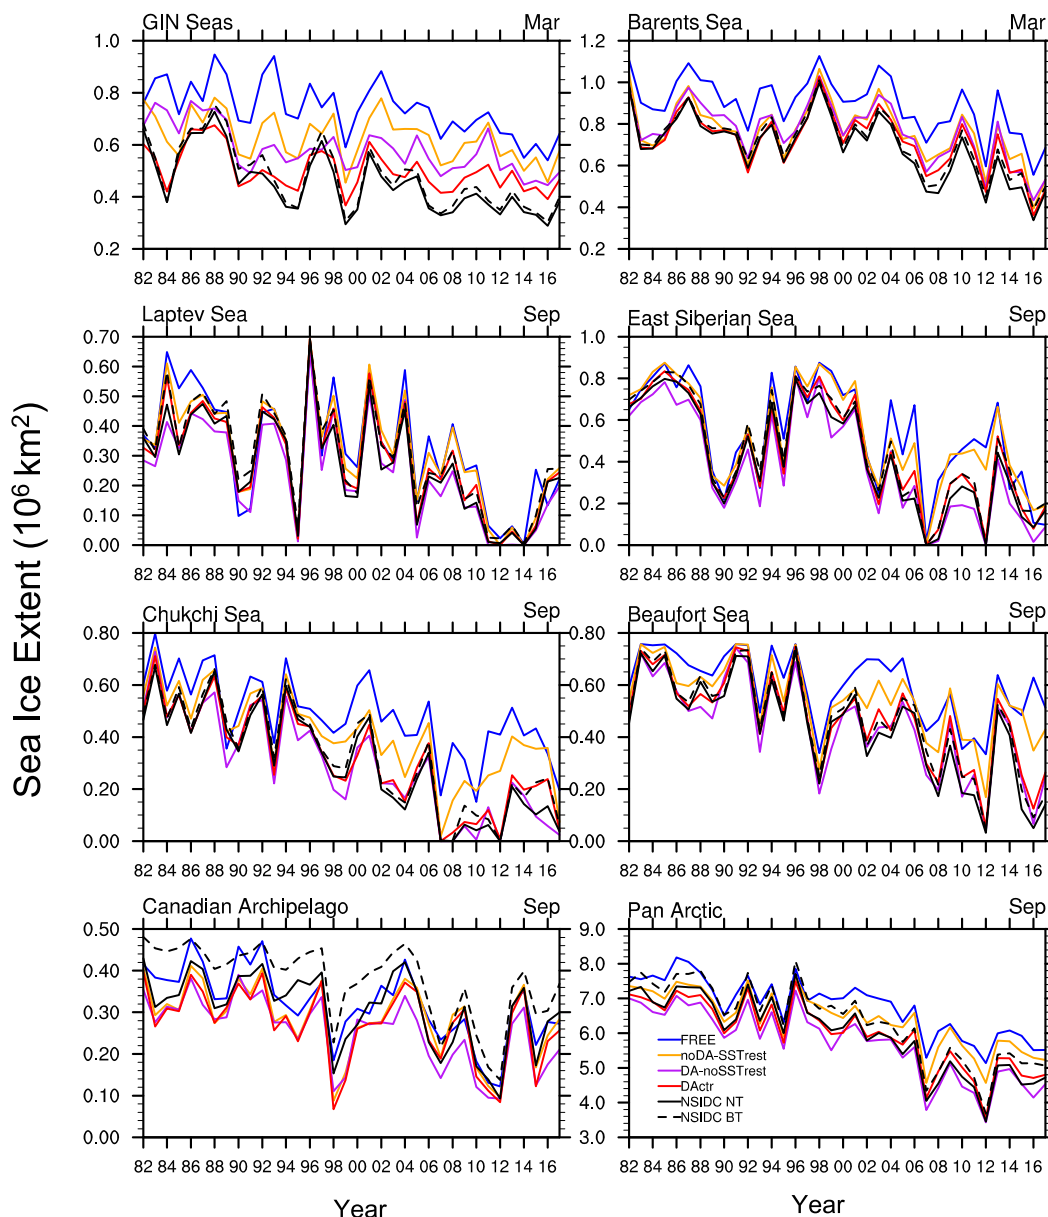 GIN Seas Mar
1.0
0.8
0.6
0.4
0.2
82 84 86 88 90 92 94 96 98 00 02 04 06 08 10 12 14 16
Barents Sea Mar
1.2
1.0
0.8
0.6
0.4
0.2
82 84 86 88 90 92 94 96 98 00 02 04 06 08 10 12 14 16
Laptev Sea Sep
0.70
0.60
0.50
0.40
0.30
0.20
0.10
0.00
82 84 86 88 90 92 94 96 98 00 02 04 06 08 10 12 14 16
East Siberian Sea Sep
1.0
0.8
0.6
0.4
0.2
0.0
82 84 86 88 90 92 94 96 98 00 02 04 06 08 10 12 14 16
Sea Ice Extent (10⁶ km²)
Chukchi Sea Sep
0.80
0.60
0.40
0.20
0.00
82 84 86 88 90 92 94 96 98 00 02 04 06 08 10 12 14 16
Beaufort Sea Sep
0.80
0.60
0.40
0.20
0.00
82 84 86 88 90 92 94 96 98 00 02 04 06 08 10 12 14 16
Canadian Archipelago Sep
0.50
0.40
0.30
0.20
0.10
0.00
82 84 86 88 90 92 94 96 98 00 02 04 06 08 10 12 14 16
Year
Pan Arctic Sep
9.0
8.0
7.0
6.0
5.0
4.0
3.0
FREE
noDA-SSTrest
DA-noSSTrest
DActr
NSIDC NT
NSIDC BT
82 84 86 88 90 92 94 96 98 00 02 04 06 08 10 12 14 16
Year